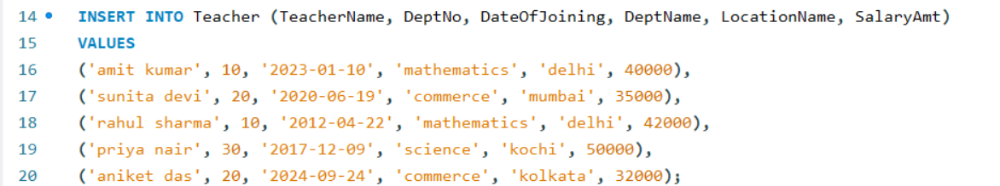 14 INSERT INTO Teacher (TeacherName, DeptNo, DateOfJoining, DeptName, LocationName, SalaryAmt)
15 VALUES
16 ('amit kumar', 10, '2023-01-10', 'mathematics', 'delhi', 40000),
17 ('sunita devi', 20, '2020-06-19', 'commerce', 'mumbai', 35000),
18 ('rahul sharma', 10, '2012-04-22', 'mathematics', 'delhi', 42000),
19 ('priya nair', 30, '2017-12-09', 'science', 'kochi', 50000),
20 ('aniket das', 20, '2024-09-24', 'commerce', 'kolkata', 32000);